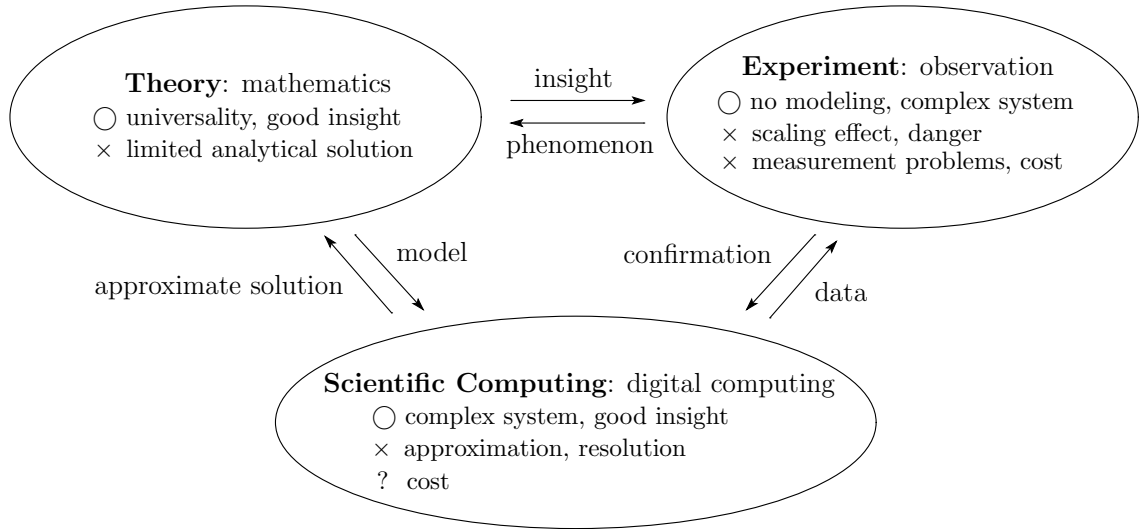 Theory: mathematics
○ universality, good insight
× limited analytical solution
insight
phenomenon
Experiment: observation
○ no modeling, complex system
× scaling effect, danger
× measurement problems, cost
model
approximate solution
confirmation
data
Scientific Computing: digital computing
○ complex system, good insight
× approximation, resolution
? cost